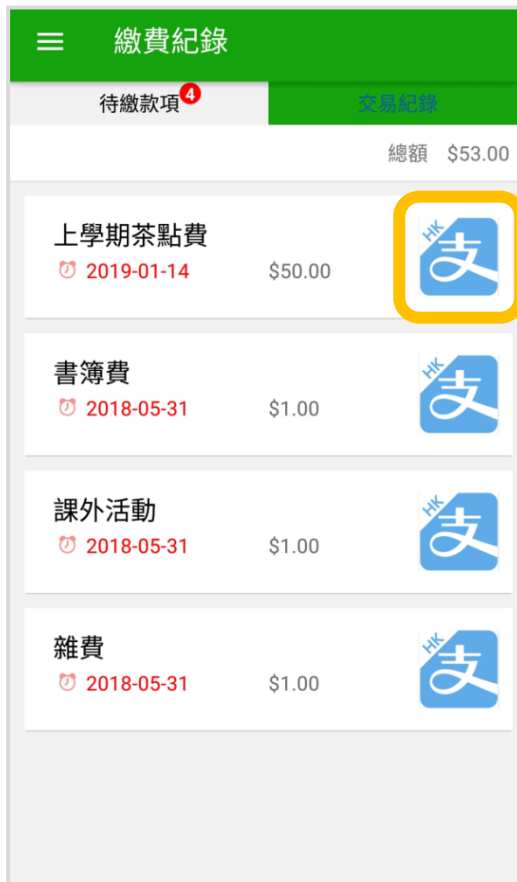 繳費紀錄
待繳款項 4
交易紀錄
總額 $53.00
上學期茶點費
2019-01-14 $50.00
HK 支
書簿費
2018-05-31 $1.00
HK 支
課外活動
2018-05-31 $1.00
HK 支
雜費
2018-05-31 $1.00
HK 支